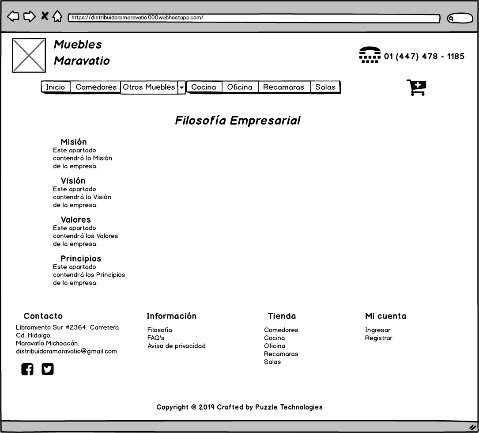 https://distribuidoramaravatio.000webhostapp.com/
Muebles
Maravatio
01 (447) 478 - 1185
Inicio Comedores Otros Muebles Cocina Oficina Recamaras Salas
Filosofía Empresarial
Misión
Este apartado
contendrá la Misión
de la empresa.
Visión
Este apartado
contendrá la Visión
de la empresa.
Valores
Este apartado
contendrá los Valores
de la empresa.
Principios
Este apartado
contendrá los Principios
de la empresa.
Contacto
Libramiento Sur #2364. Carretera
Cd. Hidalgo.
Maravatio Michoacán.
distribuidoramaravatio@gmail.com
Información
Filosofía
FAQ's
Aviso de privacidad
Tienda
Comedores
Cocina
Oficina
Recamaras
Salas
Mi cuenta
Ingresar
Registrar
Copyright © 2019 Crafted by Puzzle Technologies